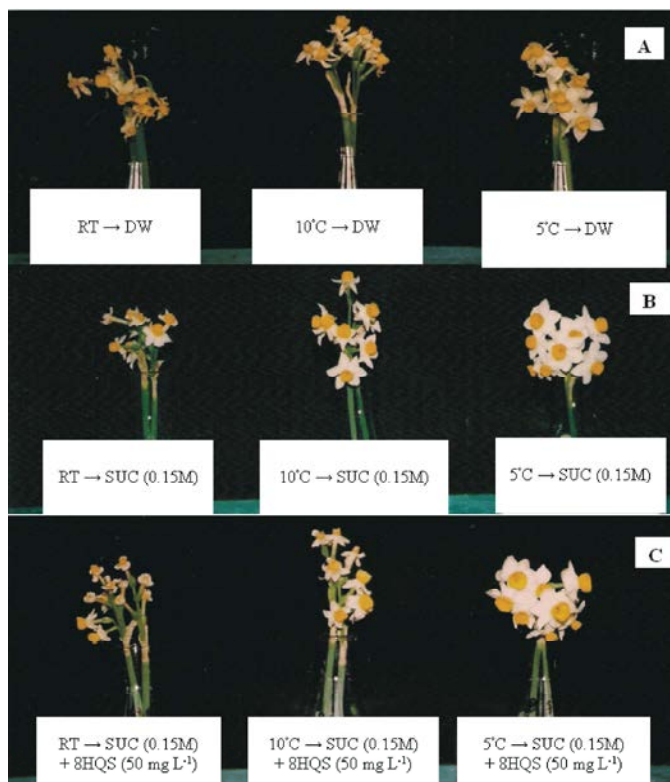 A
RT → DW
10°C → DW
5°C → DW
B
RT → SUC (0.15M)
10°C → SUC (0.15M)
5°C → SUC (0.15M)
C
RT → SUC (0.15M)
+ 8HQS (50 mg L⁻¹)
10°C → SUC (0.15M)
+ 8HQS (50 mg L⁻¹)
5°C → SUC (0.15M)
+ 8HQS (50 mg L⁻¹)